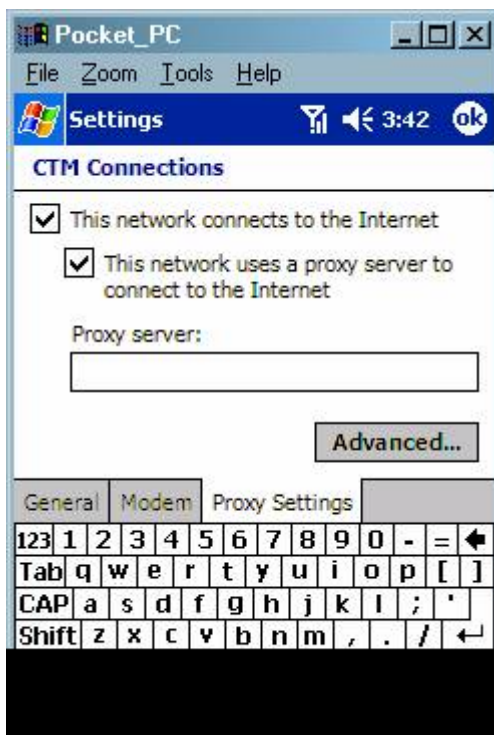 Pocket_PC
File Zoom Tools Help
Settings 3:42 ok
CTM Connections
This network connects to the Internet
This network uses a proxy server to
connect to the Internet
Proxy server:
Advanced...
General Modem Proxy Settings
123 1 2 3 4 5 6 7 8 9 0 - =
Tab q w e r t y u i o p [ ]
CAP a s d f g h j k l ; '
Shift z x c v b n m , . /